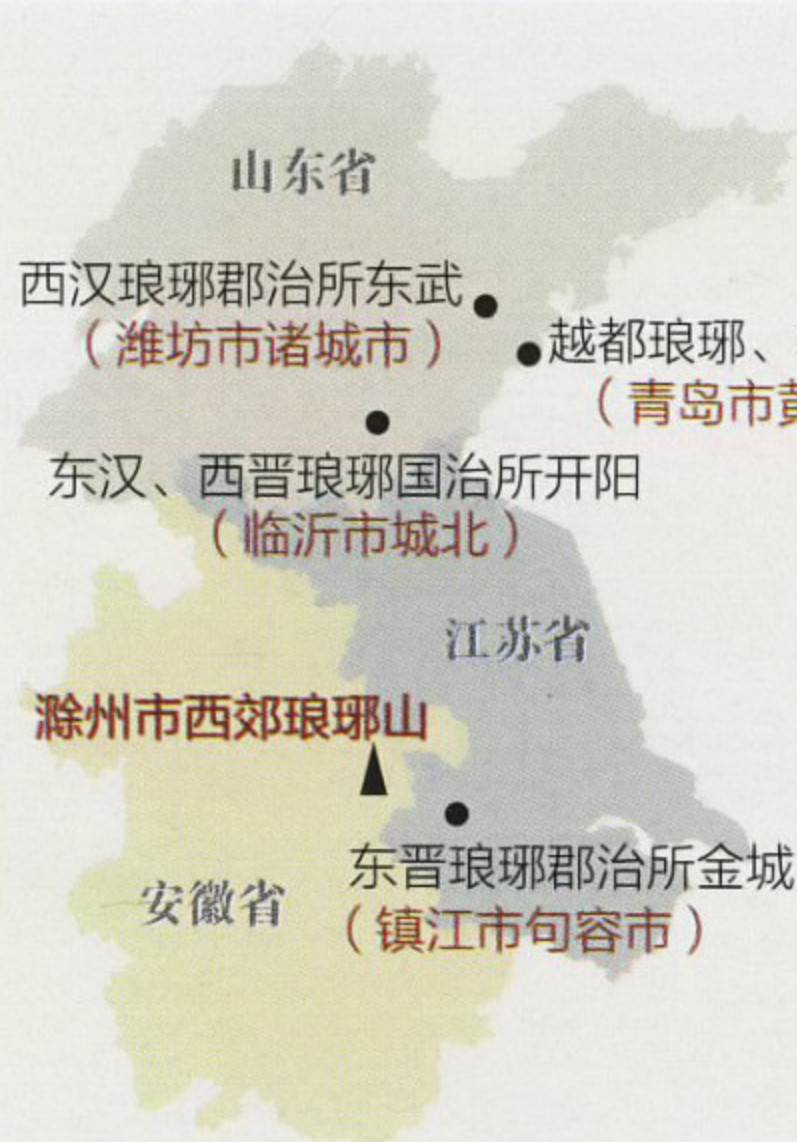 山东省
西汉琅琊郡治所东武
（潍坊市诸城市）
越都琅琊、
（青岛市黄
东汉、西晋琅琊国治所开阳
（临沂市城北）
江苏省
滁州市西郊琅琊山
东晋琅琊郡治所金城
（镇江市句容市）
安徽省